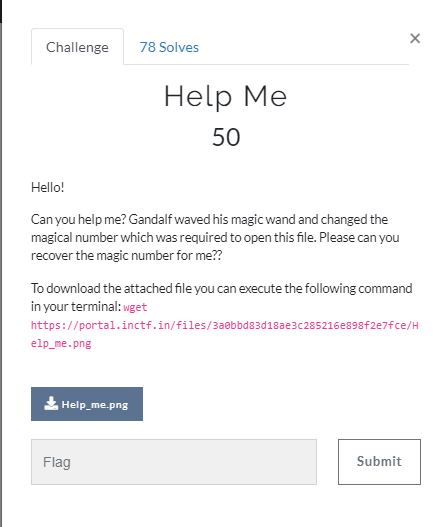 Challenge
78 Solves
×
Help Me
50
Hello!
Can you help me? Gandalf waved his magic wand and changed the
magical number which was required to open this file. Please can you
recover the magic number for me??
To download the attached file you can execute the following command
in your terminal: wget
https://portal.inctf.in/files/3a0bbd83d18ae3c285216e898f2e7fce/H
elp_me.png
Help_me.png
Flag
Submit